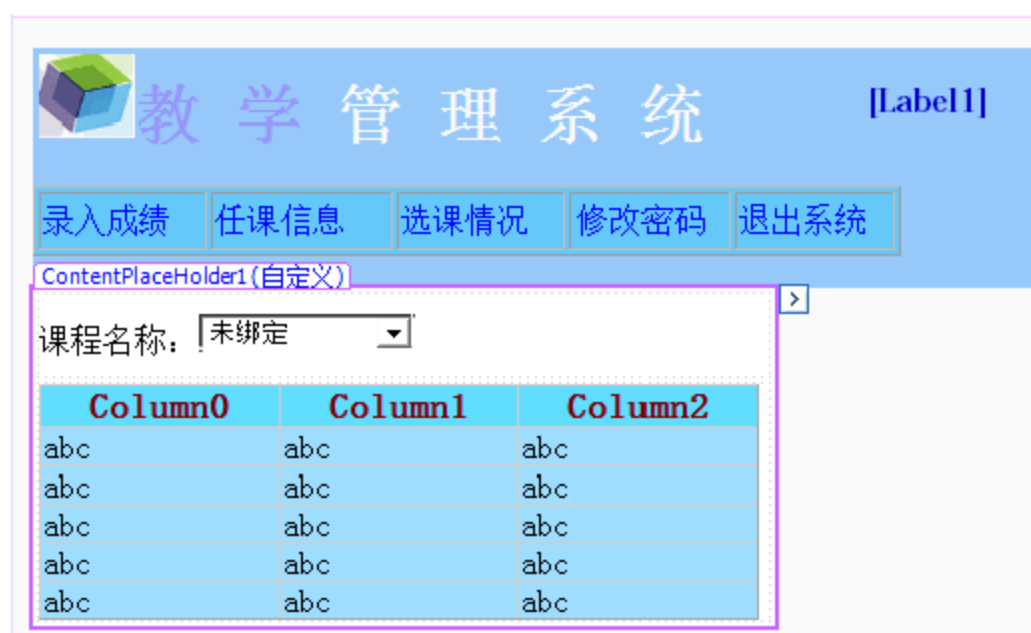 教 学 管 理 系 统 [Label1]
录入成绩 任课信息 选课情况 修改密码 退出系统
ContentPlaceHolder1(自定义)
课程名称: 未绑定
Column0 Column1 Column2
abc abc abc
abc abc abc
abc abc abc
abc abc abc
abc abc abc